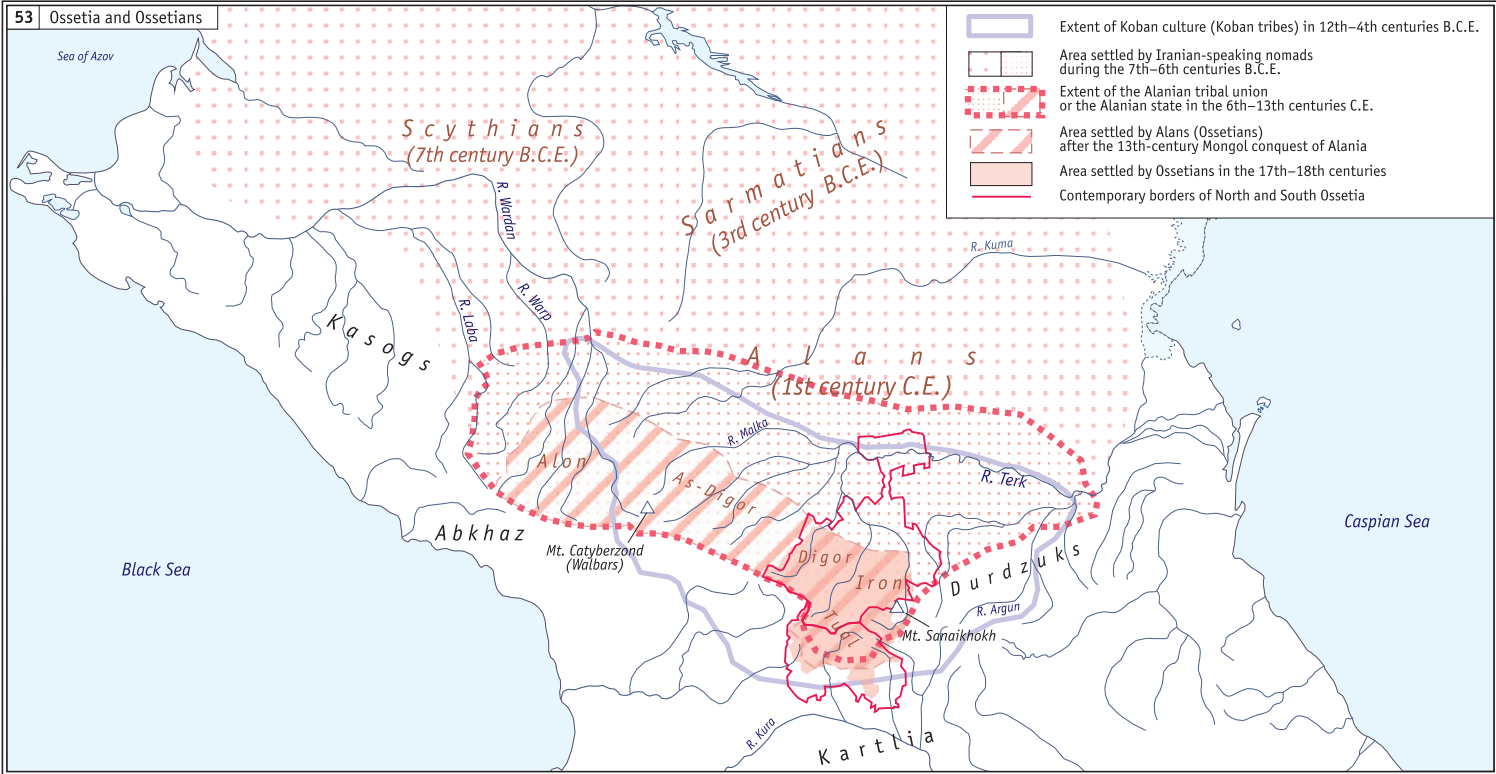 53 Ossetia and Ossetians
Extent of Koban culture (Koban tribes) in 12th–4th centuries B.C.E.
Area settled by Iranian-speaking nomads
during the 7th–6th centuries B.C.E.
Extent of the Alanian tribal union
or the Alanian state in the 6th–13th centuries C.E.
Area settled by Alans (Ossetians)
after the 13th-century Mongol conquest of Alania
Area settled by Ossetians in the 17th–18th centuries
Contemporary borders of North and South Ossetia
Sea of Azov
Scythians
(7th century B.C.E.)
Sarmatians
(3rd century B.C.E.)
R. Wardan
R. Kuma
R. Warp
R. Laba
Kasogs
Alans
(1st century C.E.)
R. Malka
Alon
As-Digor
R. Terk
Abkhaz
Mt. Catyberzond
(Walbars)
Digor
Iron
Tual
Durdzuks
R. Argun
Mt. Sanaikhokh
Black Sea
Caspian Sea
R. Kura
Kartlia